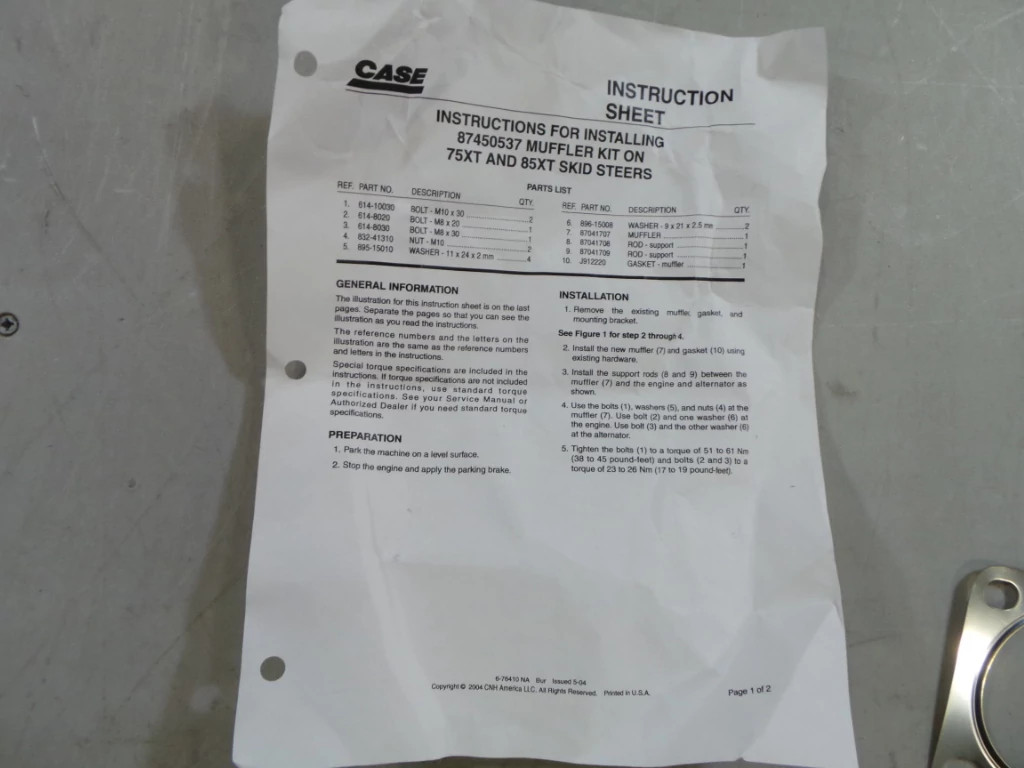 CASE
INSTRUCTION
SHEET
INSTRUCTIONS FOR INSTALLING
87450537 MUFFLER KIT ON
75XT AND 85XT SKID STEERS
PARTS LIST
REF. PART NO. DESCRIPTION QTY.
1. 614-10030 BOLT - M10 x 30 2
2. 614-8020 BOLT - M8 x 20 1
3. 614-8030 BOLT - M8 x 30 1
4. 832-41310 NUT - M10 2
5. 895-15010 WASHER - 11 x 24 x 2 mm 4
REF. PART NO. DESCRIPTION QTY.
6. 896-15008 WASHER - 9 x 21 x 2.5 mm 2
7. 87041707 MUFFLER 1
8. 87041708 ROD - support 1
9. 87041709 ROD - support 1
10. J912220 GASKET - muffler 1
GENERAL INFORMATION
The illustration for this instruction sheet is on the last
pages. Separate the pages so that you can see the
illustration as you read the instructions.
The reference numbers and the letters on the
illustration are the same as the reference numbers
and letters in the instructions.
Special torque specifications are included in the
instructions. If torque specifications are not included
in the instructions, use standard torque
specifications. See your Service Manual or
Authorized Dealer if you need standard torque
specifications.
PREPARATION
1. Park the machine on a level surface.
2. Stop the engine and apply the parking brake.
INSTALLATION
1. Remove the existing muffler, gasket, and
mounting bracket.
See Figure 1 for step 2 through 4.
2. Install the new muffler (7) and gasket (10) using
existing hardware.
3. Install the support rods (8 and 9) between the
muffler (7) and the engine and alternator as
shown.
4. Use the bolts (1), washers (5), and nuts (4) at the
muffler (7). Use bolt (2) and one washer (6) at
the engine. Use bolt (3) and the other washer (6)
at the alternator.
5. Tighten the bolts (1) to a torque of 51 to 61 Nm
(38 to 45 pound-feet) and bolts (2 and 3) to a
torque of 23 to 26 Nm (17 to 19 pound-feet).
6-76410 NA Bur Issued 5-04
Copyright © 2004 CNH America LLC. All Rights Reserved. Printed in U.S.A.
Page 1 of 2